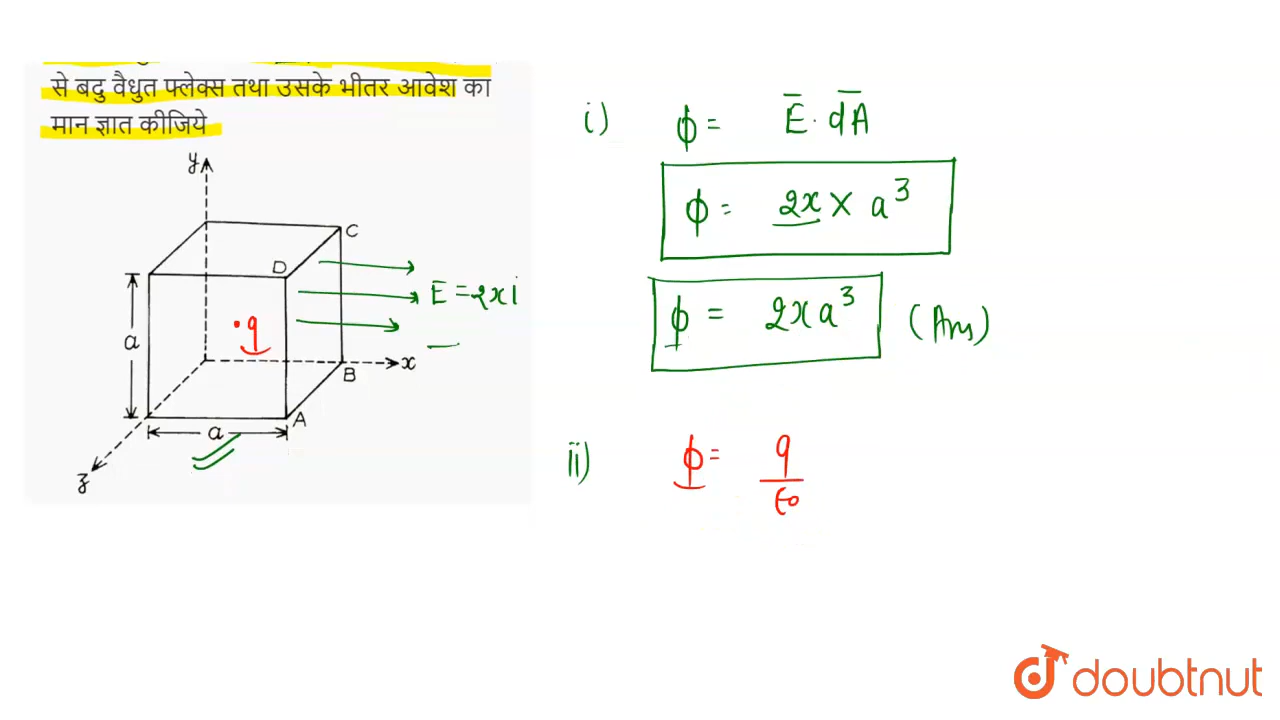 से बदु वैधुत फ्लेक्स तथा उसके भीतर आवेश का
मान ज्ञात कीजिये
y
C
D
E̅ = 2xi
.q
a
x
B
A
a
z
i) ϕ = E̅ . dA̅
ϕ = 2x × a³
ϕ = 2xa³ (Ans)
ii) ϕ = q/ε₀
doubtnut